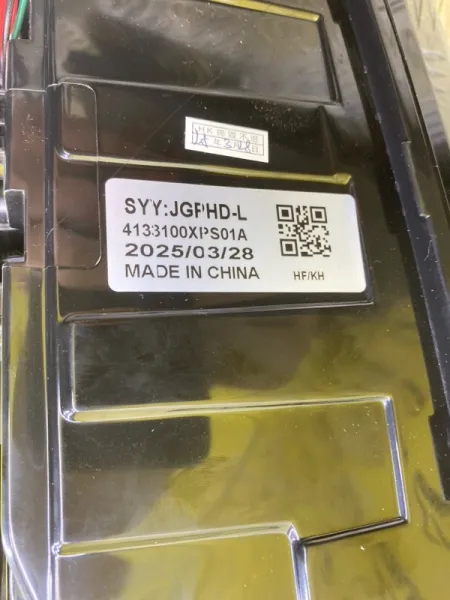 SYY:JGPHD-L
4133100XPS01A
2025/03/28
MADE IN CHINA
HF/KH